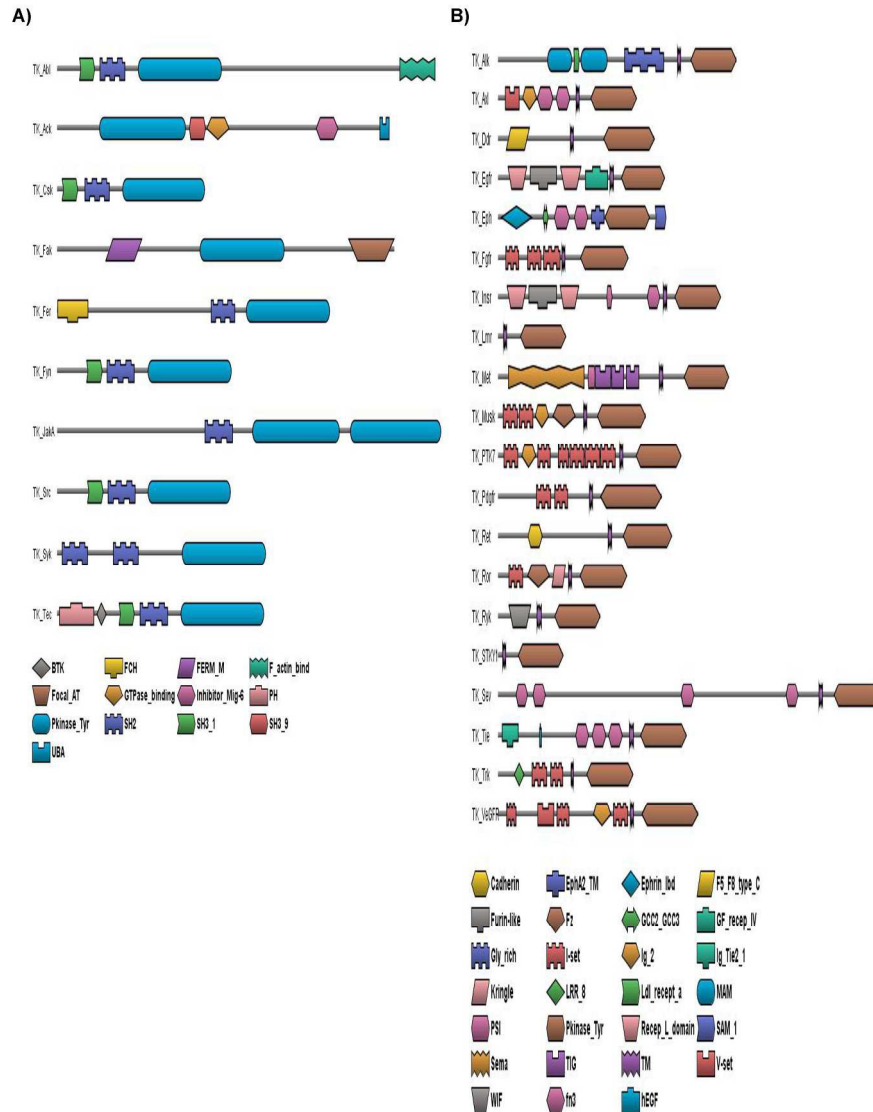 A)
TK_Abl
TK_Ack
TK_Csk
TK_Fak
TK_Fer
TK_Fyn
TK_JakA
TK_Src
TK_Syk
TK_Tec
BTK FCH FERM_M F_actin_bind
Focal_AT GTPase_binding Inhibitor_Mig-6 PH
Pkinase_Tyr SH2 SH3_1 SH3_9
UBA
B)
TK_Alk
TK_Axl
TK_Ddr
TK_Egfr
TK_Eph
TK_Fgfr
TK_Insr
TK_Lmr
TK_Met
TK_Musk
TK_PTK7
TK_Pdgfr
TK_Ret
TK_Ror
TK_Ryk
TK_STKY1
TK_Sev
TK_Tie
TK_Trk
TK_VeGFR
Cadherin EphA2_TM Ephrin_lbd F5_F8_type_C
Furin-like Fz GCC2_GCC3 GF_recep_IV
Gly_rich I-set Ig_2 Ig_Tie2_1
Kringle LRR_8 Ldl_recept_a MAM
PSI Pkinase_Tyr Recep_L_domain SAM_1
Sema TIG TM V-set
WIF fn3 hEGF